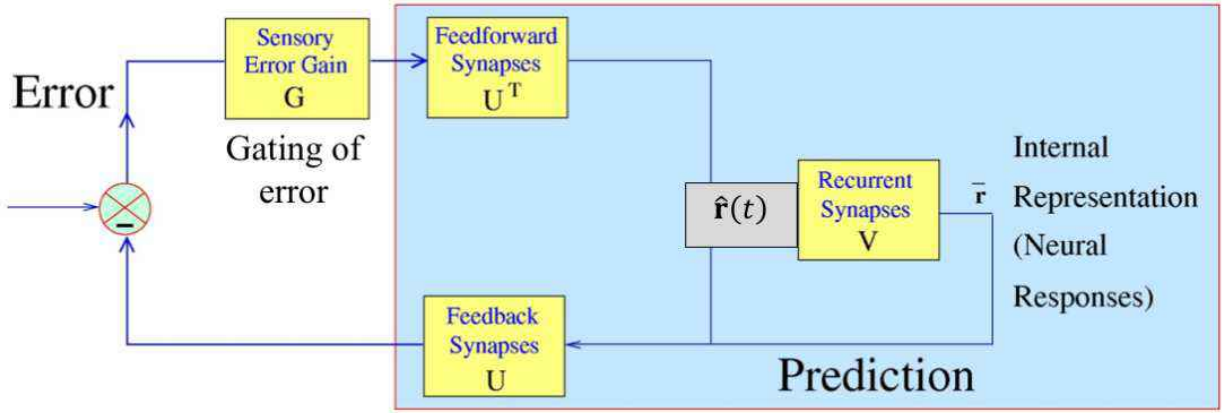 Sensory
Error Gain
G
Feedforward
Synapses
U^T
Error
Gating of
error
Internal
Representation
(Neural
Responses)
r̂(t)
Recurrent
Synapses
V
r̄
−
Feedback
Synapses
U
Prediction